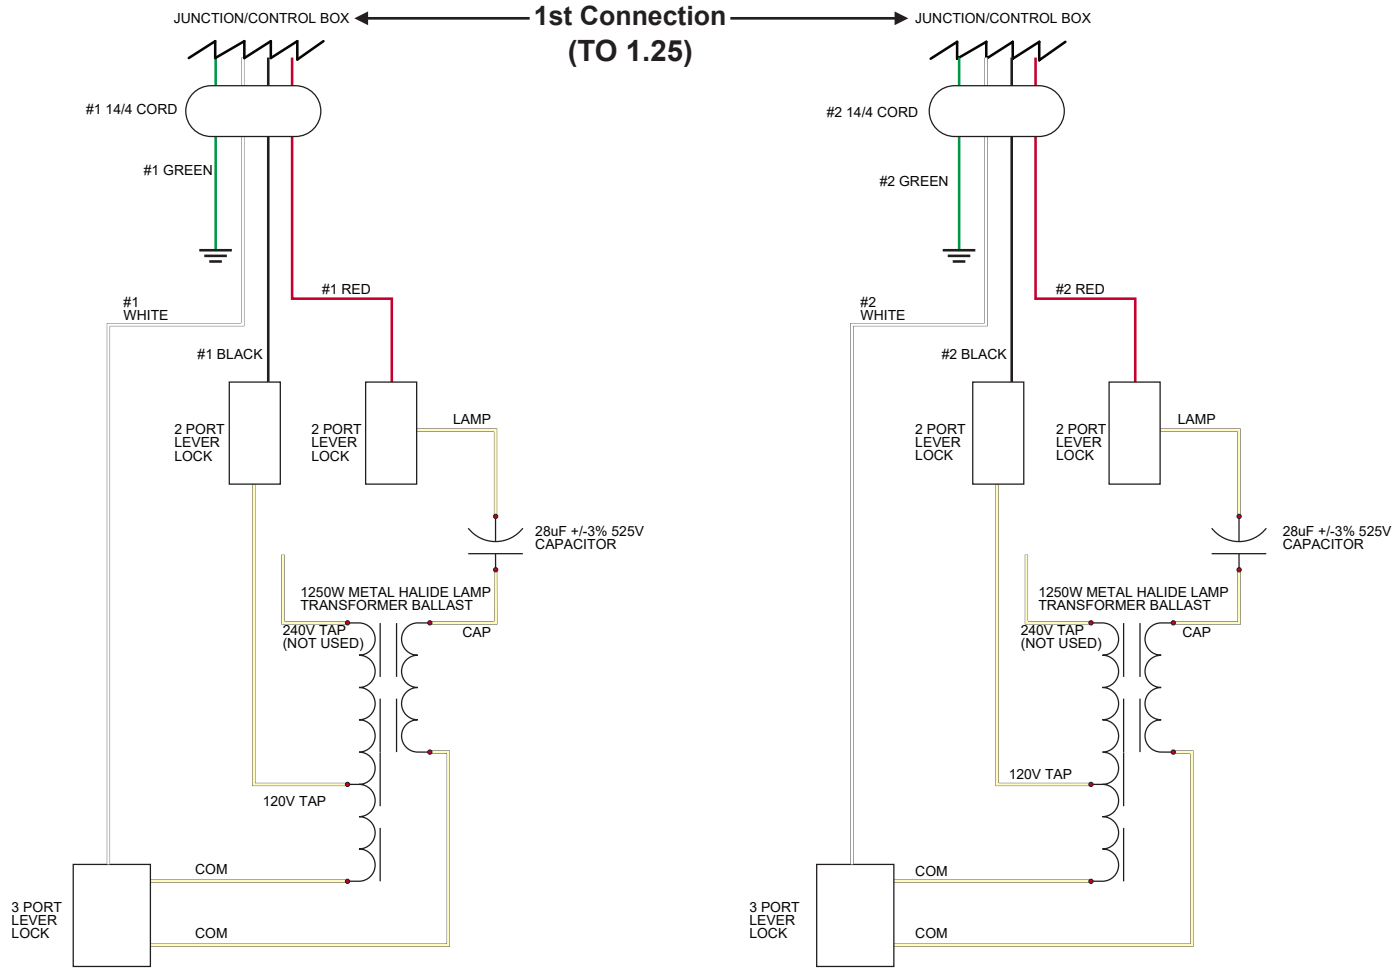 JUNCTION/CONTROL BOX
1st Connection
(TO 1.25)
JUNCTION/CONTROL BOX
#1 14/4 CORD
#1 GREEN
#1 RED
#1
WHITE
#1 BLACK
2 PORT
LEVER
LOCK
2 PORT
LEVER
LOCK
LAMP
28uF +/-3% 525V
CAPACITOR
1250W METAL HALIDE LAMP
TRANSFORMER BALLAST
240V TAP
(NOT USED)
CAP
120V TAP
COM
3 PORT
LEVER
LOCK
COM
#2 14/4 CORD
#2 GREEN
#2 RED
#2
WHITE
#2 BLACK
2 PORT
LEVER
LOCK
2 PORT
LEVER
LOCK
LAMP
28uF +/-3% 525V
CAPACITOR
1250W METAL HALIDE LAMP
TRANSFORMER BALLAST
240V TAP
(NOT USED)
CAP
120V TAP
COM
3 PORT
LEVER
LOCK
COM